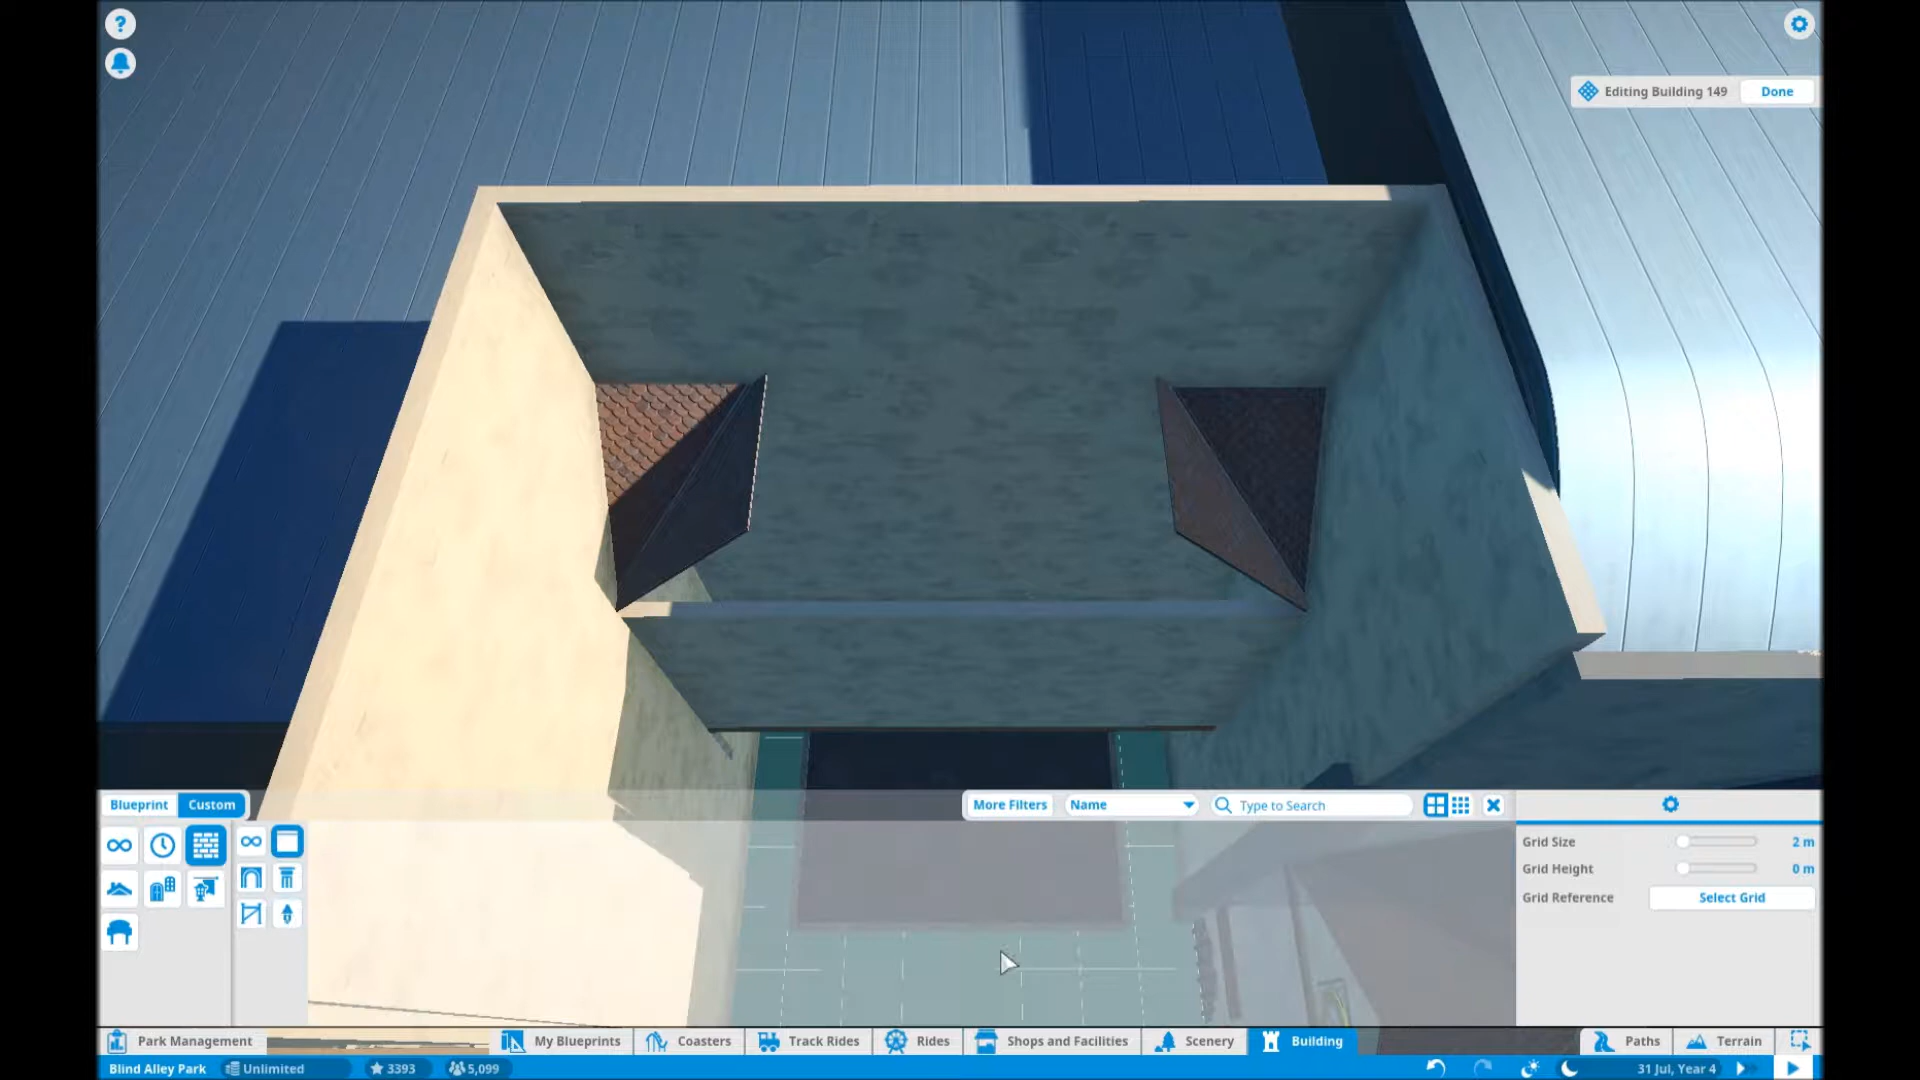 ?
Editing Building 149 Done
Blueprint Custom More Filters Name Type to Search
Grid Size 2 m
Grid Height 0 m
Grid Reference Select Grid
Park Management My Blueprints Coasters Track Rides Rides Shops and Facilities Scenery Building Paths Terrain
Blind Alley Park Unlimited 3393 5,099 31 Jul, Year 4